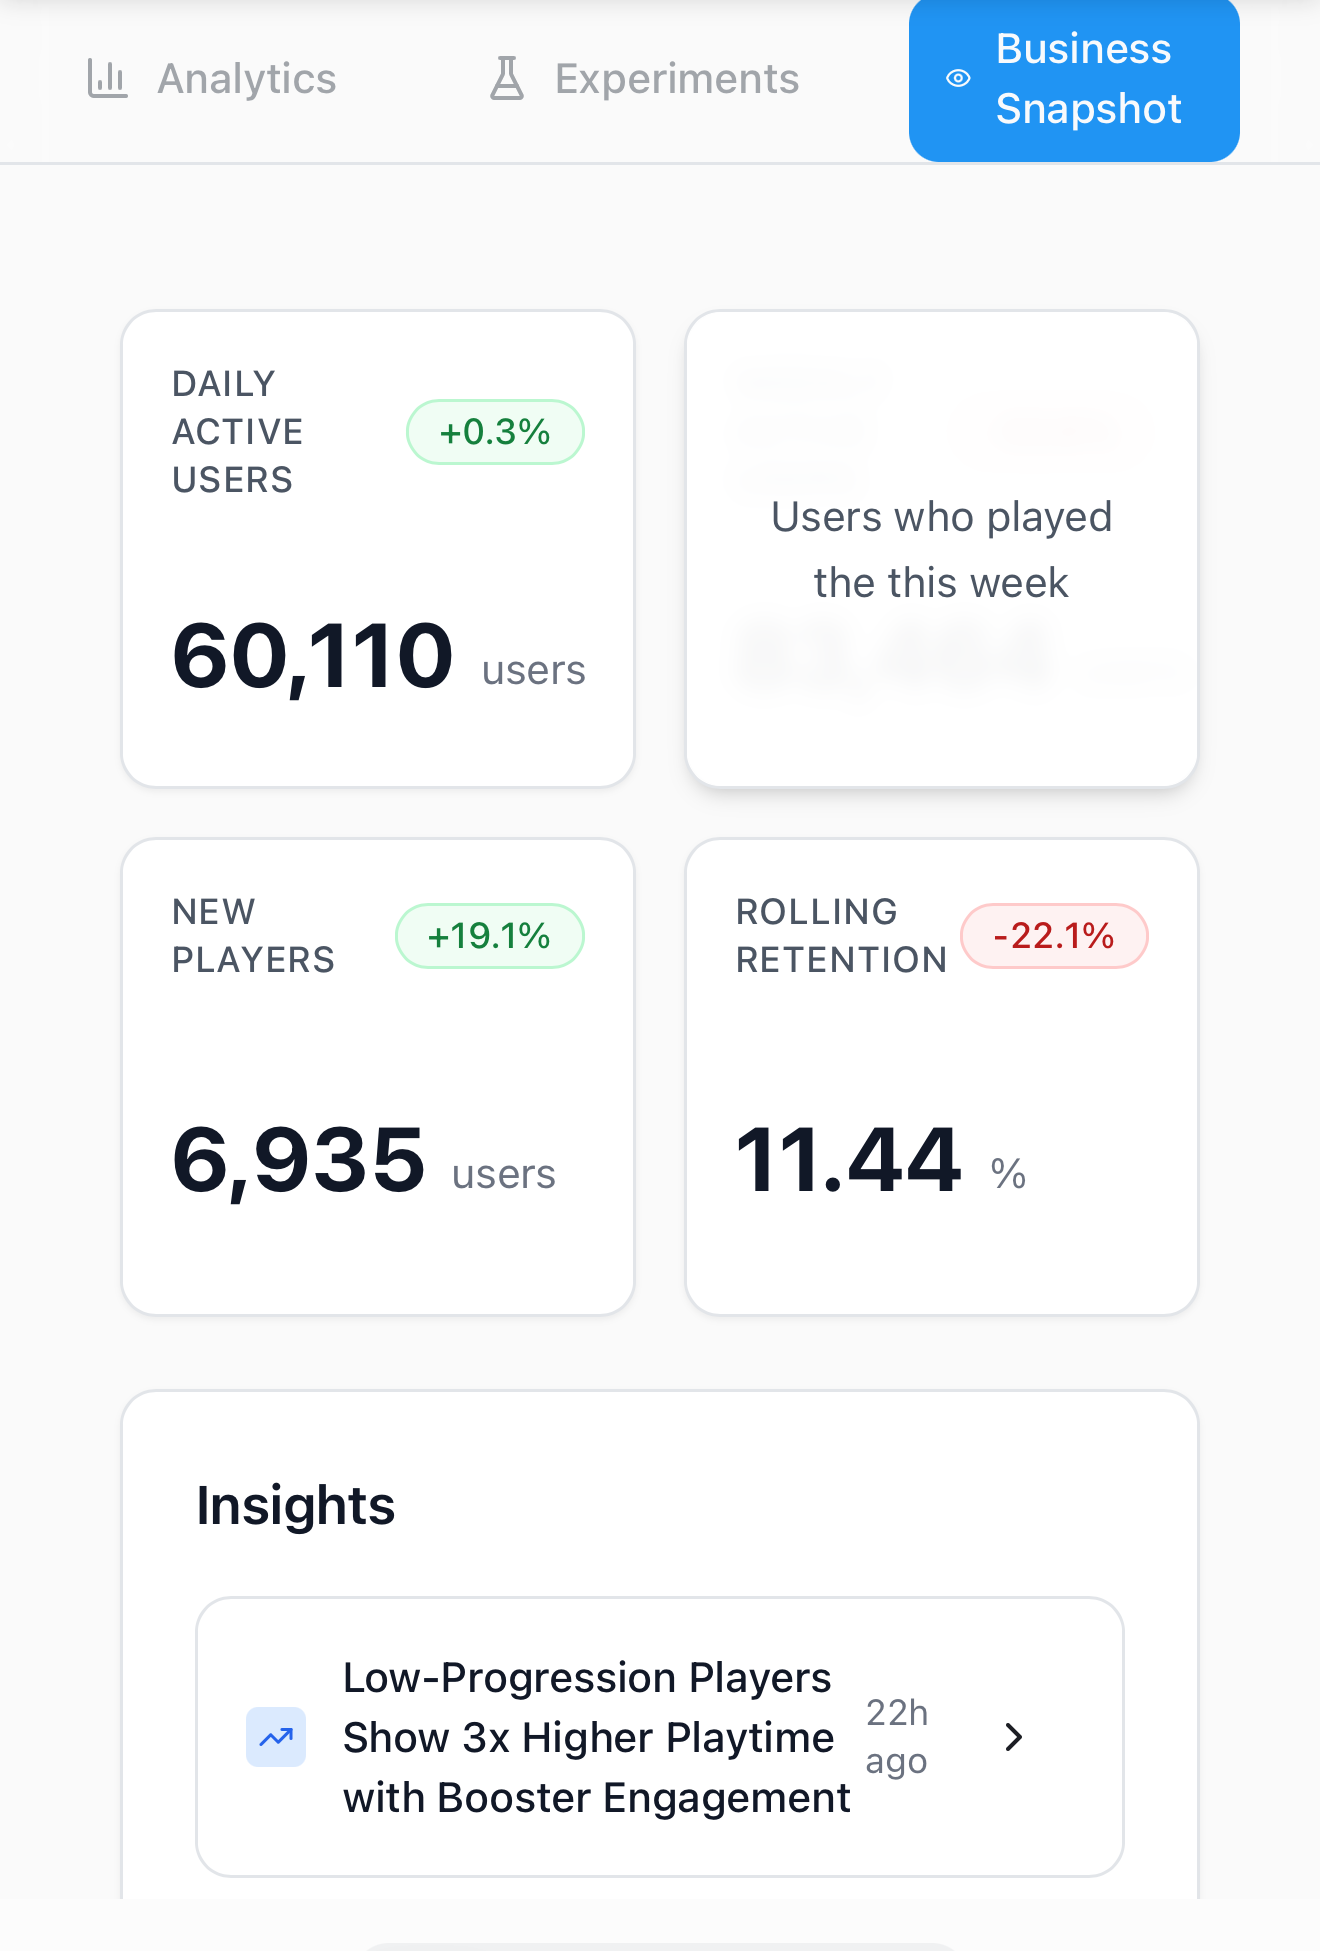 Analytics
Experiments
Business
Snapshot
DAILY
ACTIVE
USERS
+0.3%
60,110 users
Users who played
the this week
NEW
PLAYERS
+19.1%
6,935 users
ROLLING
RETENTION
-22.1%
11.44 %
Insights
Low-Progression Players
Show 3x Higher Playtime
with Booster Engagement
22h
ago